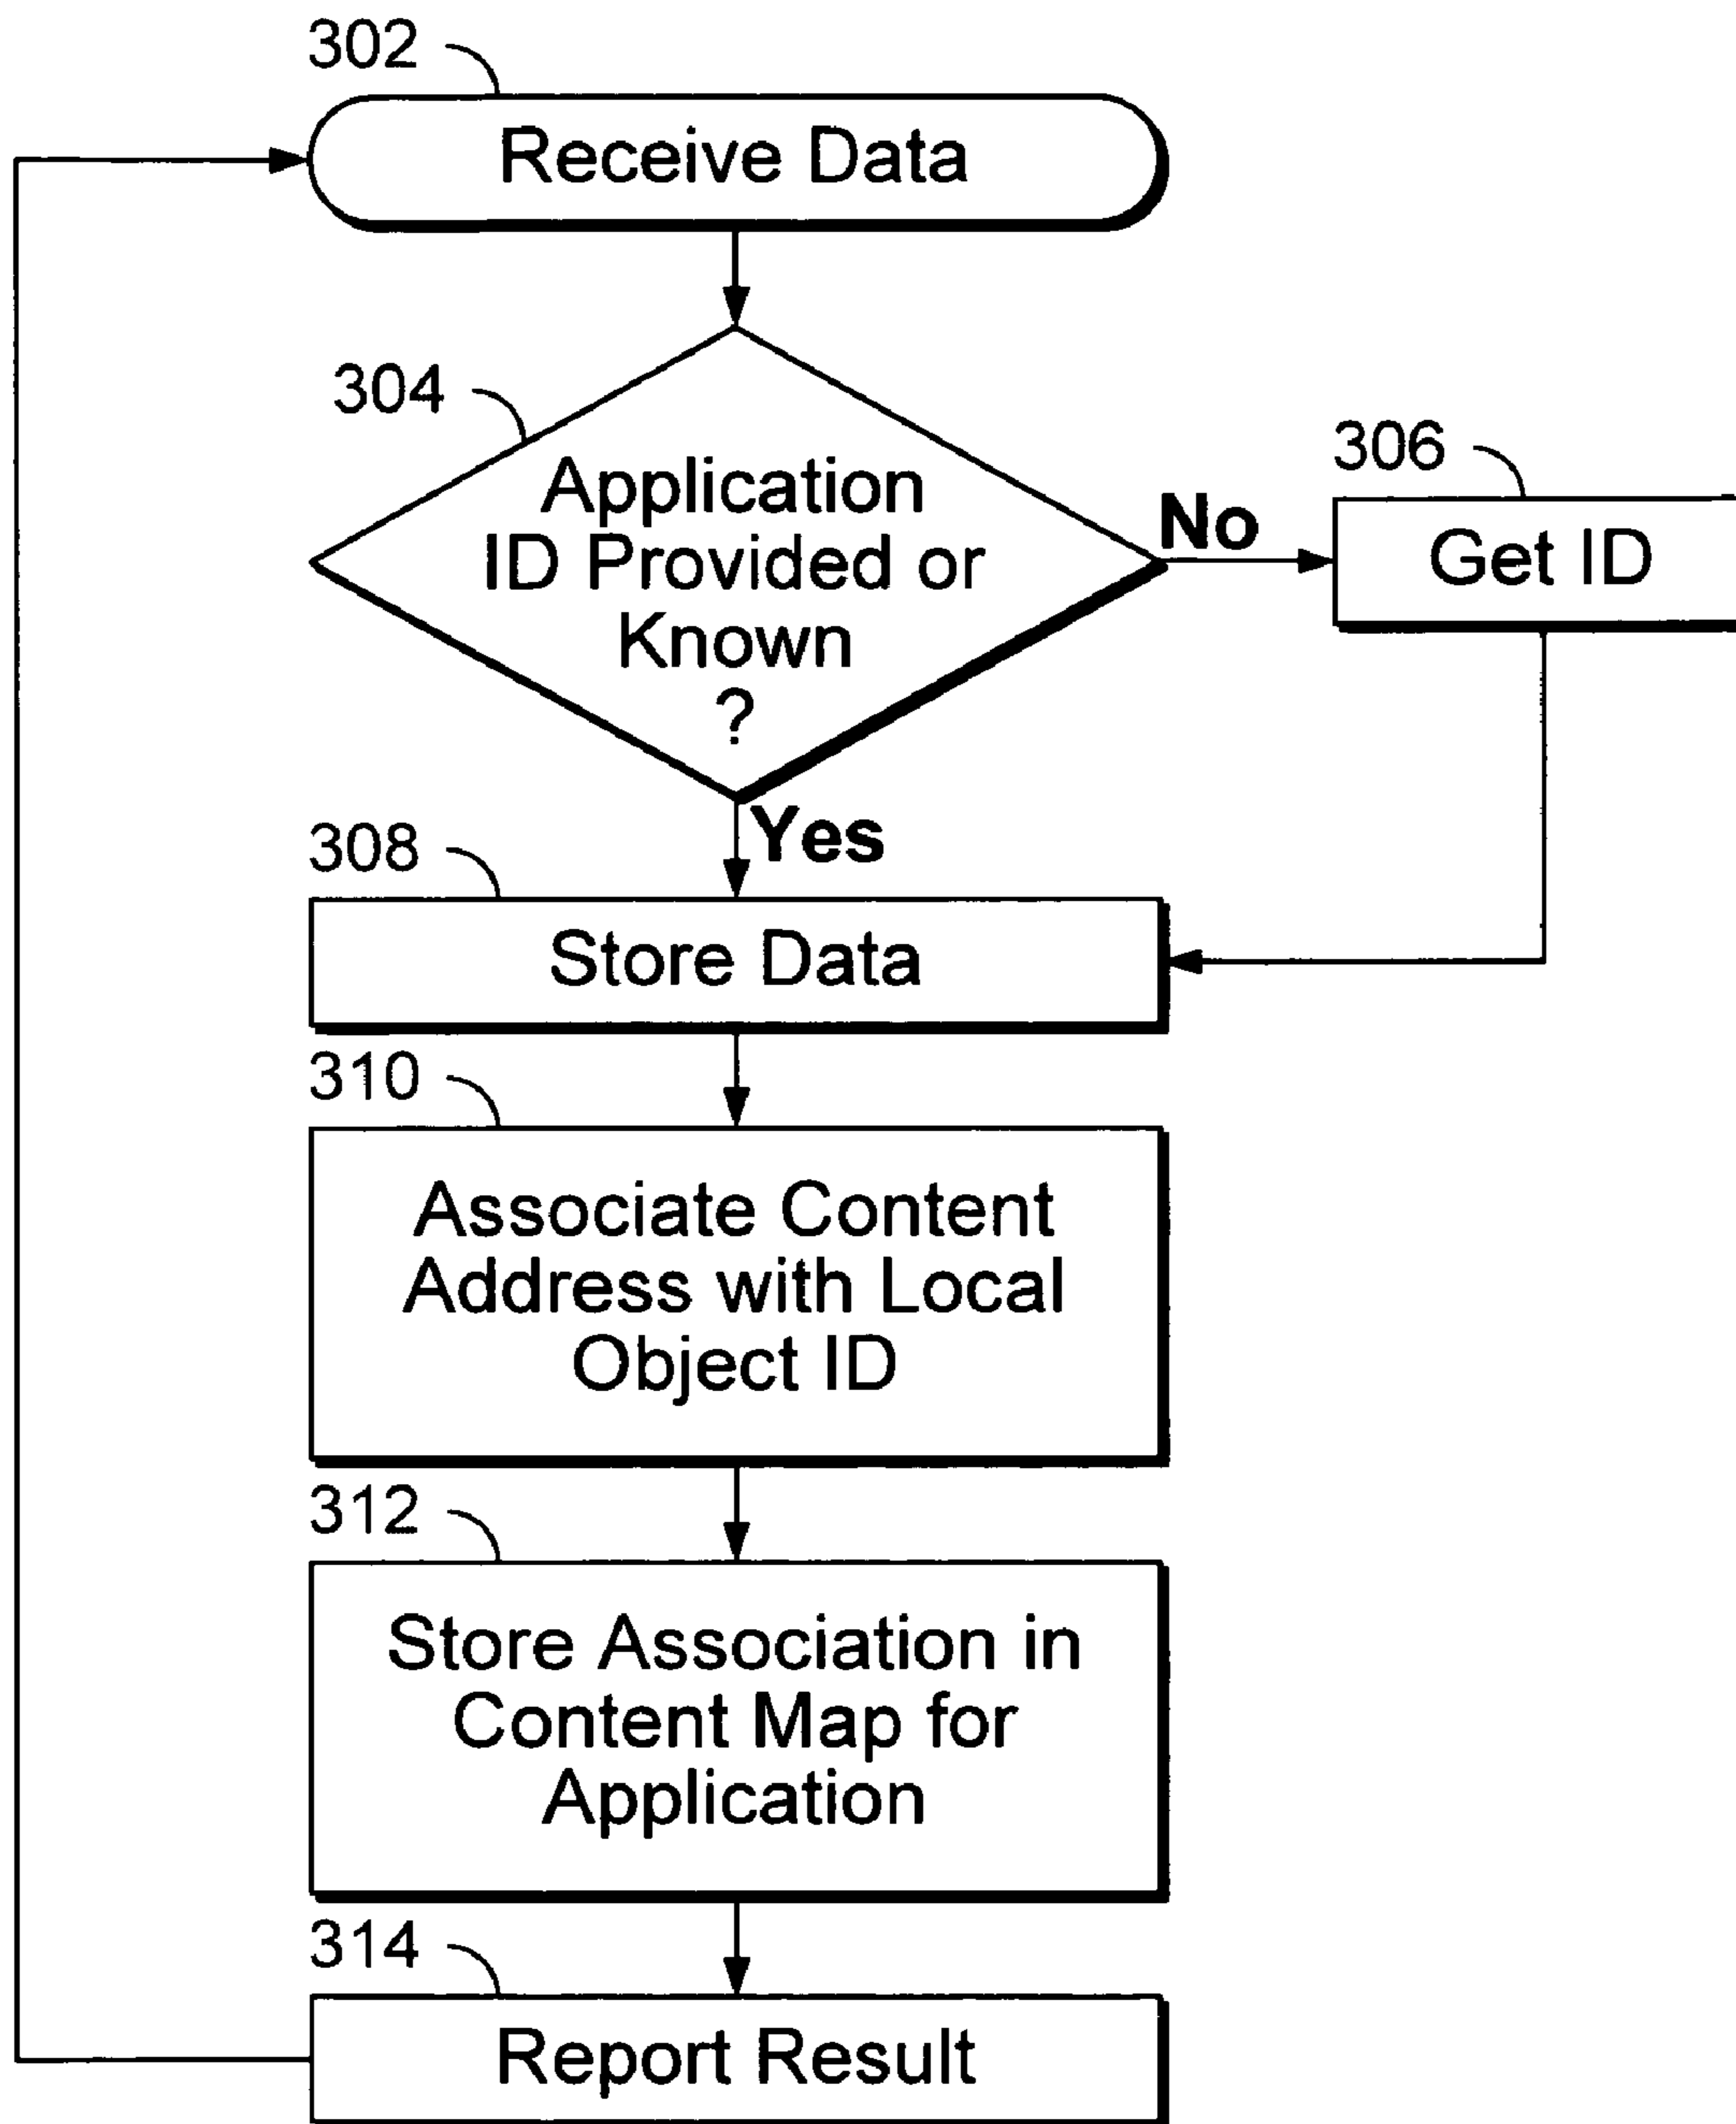 302
Receive Data
304
Application
ID Provided or
Known
?
No
306
Get ID
Yes
308
Store Data
310
Associate Content
Address with Local
Object ID
312
Store Association in
Content Map for
Application
314
Report Result